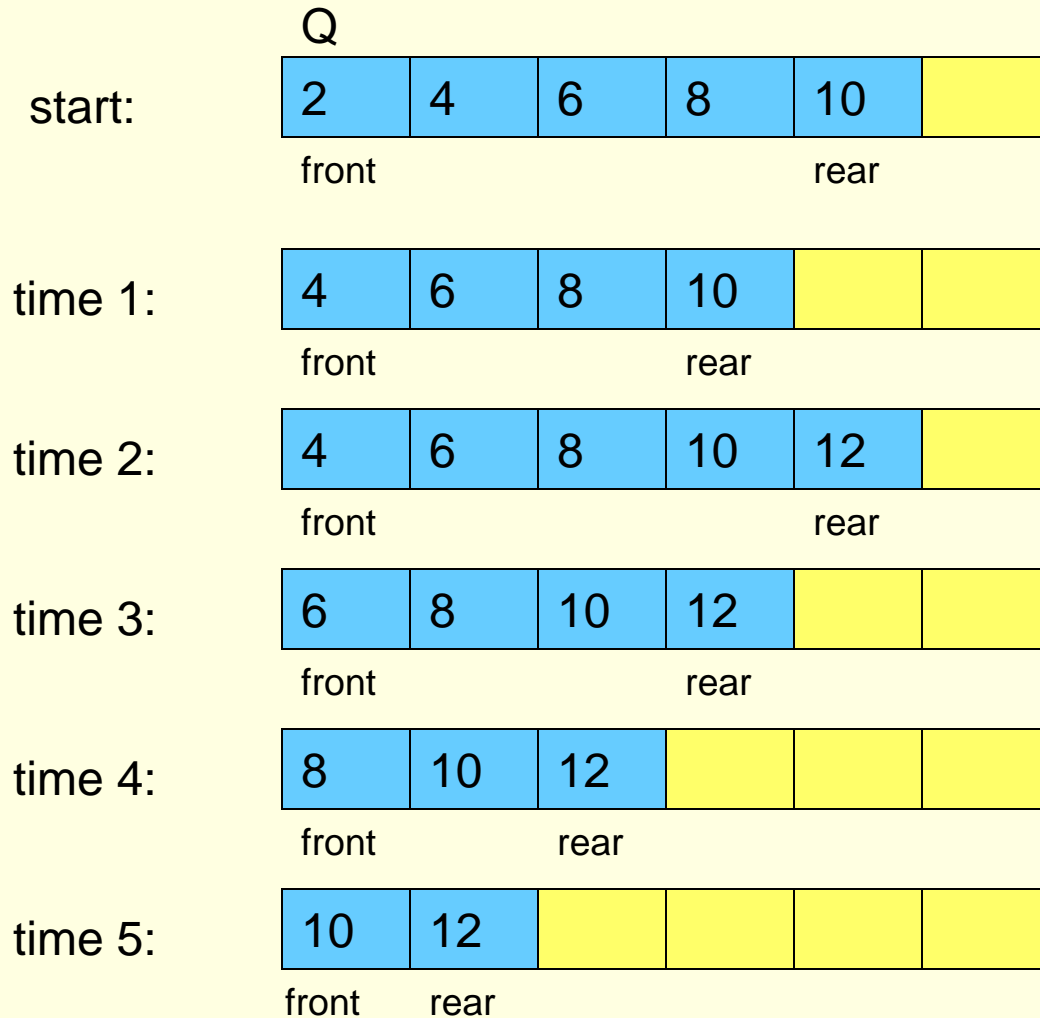 Q
start: 2 4 6 8 10
front rear
time 1: 4 6 8 10
front rear
time 2: 4 6 8 10 12
front rear
time 3: 6 8 10 12
front rear
time 4: 8 10 12
front rear
time 5: 10 12
front rear